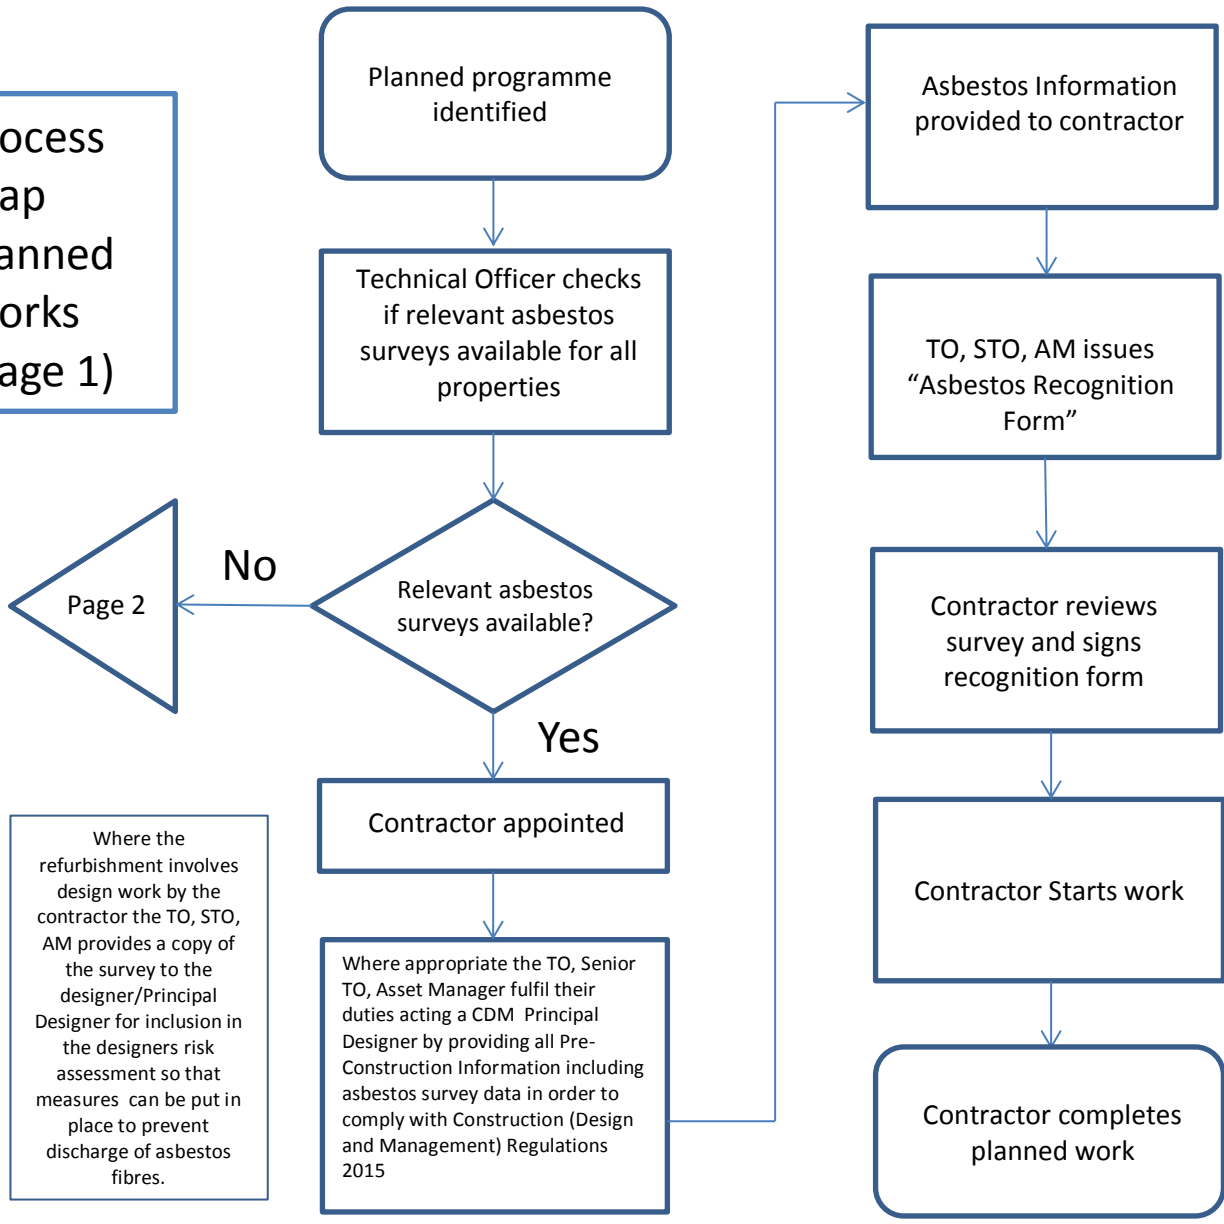 ocess
ap
anned
orks
age 1)
Planned programme
identified
Technical Officer checks
if relevant asbestos
surveys available for all
properties
Relevant asbestos
surveys available?
No
Page 2
Yes
Contractor appointed
Where appropriate the TO, Senior
TO, Asset Manager fulfil their
duties acting a CDM Principal
Designer by providing all Pre-
Construction Information including
asbestos survey data in order to
comply with Construction (Design
and Management) Regulations
2015
Where the
refurbishment involves
design work by the
contractor the TO, STO,
AM provides a copy of
the survey to the
designer/Principal
Designer for inclusion in
the designers risk
assessment so that
measures can be put in
place to prevent
discharge of asbestos
fibres.
Asbestos Information
provided to contractor
TO, STO, AM issues
“Asbestos Recognition
Form”
Contractor reviews
survey and signs
recognition form
Contractor Starts work
Contractor completes
planned work